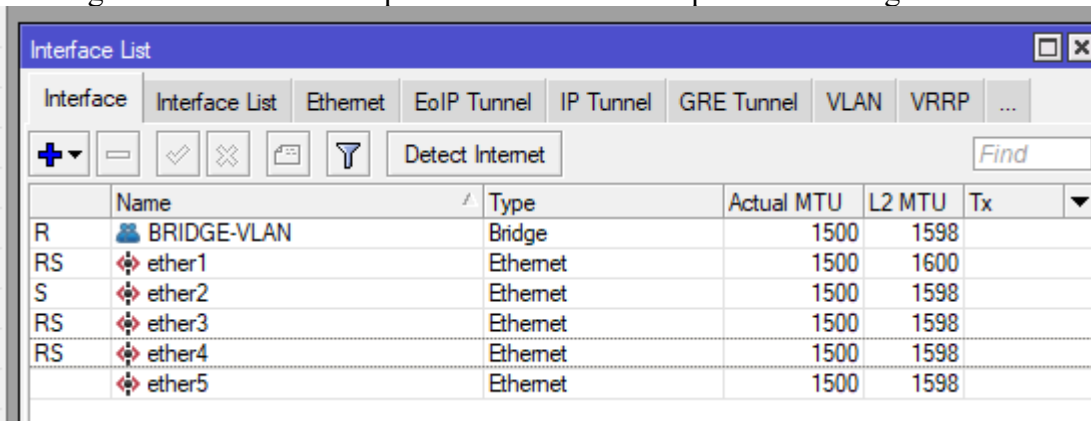 Interface List
Interface Interface List Ethernet EoIP Tunnel IP Tunnel GRE Tunnel VLAN VRRP ...
Detect Internet Find
Name Type Actual MTU L2 MTU Tx
R BRIDGE-VLAN Bridge 1500 1598
RS ether1 Ethernet 1500 1600
S ether2 Ethernet 1500 1598
RS ether3 Ethernet 1500 1598
RS ether4 Ethernet 1500 1598
ether5 Ethernet 1500 1598